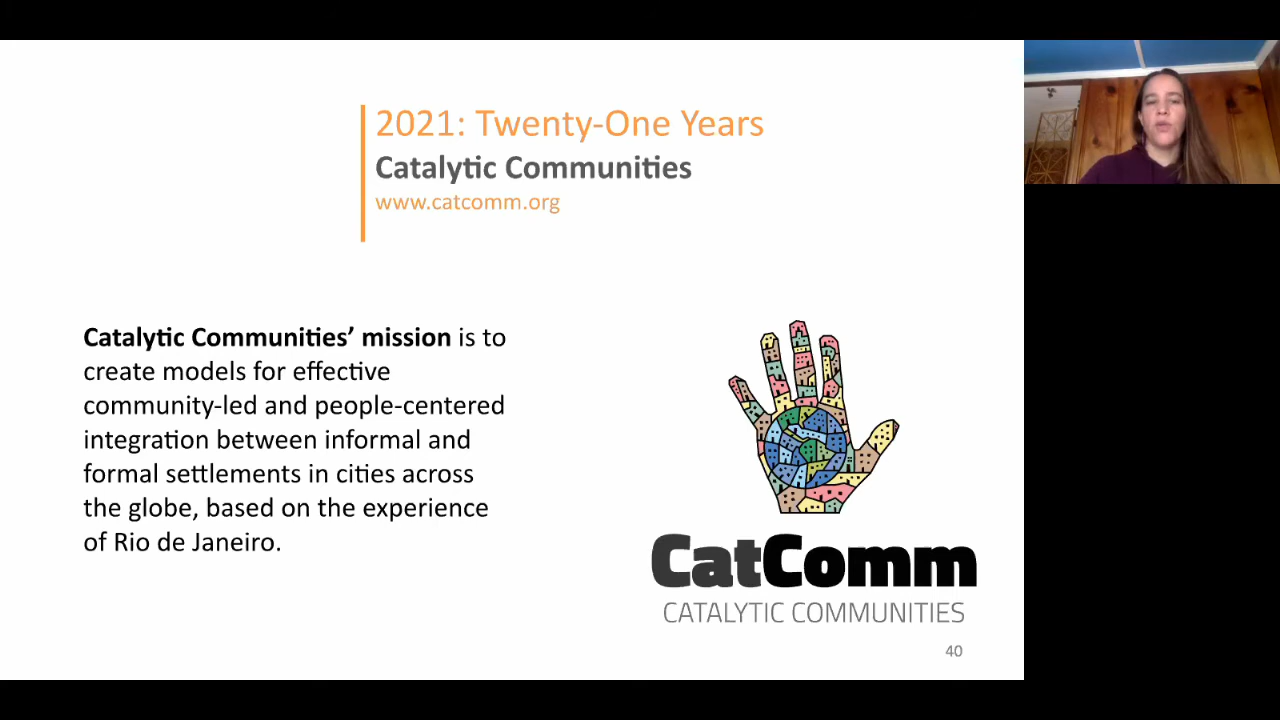 2021: Twenty-One Years
Catalytic Communities
www.catcomm.org
Catalytic Communities’ mission is to
create models for effective
community-led and people-centered
integration between informal and
formal settlements in cities across
the globe, based on the experience
of Rio de Janeiro.
CatComm
CATALYTIC COMMUNITIES
40